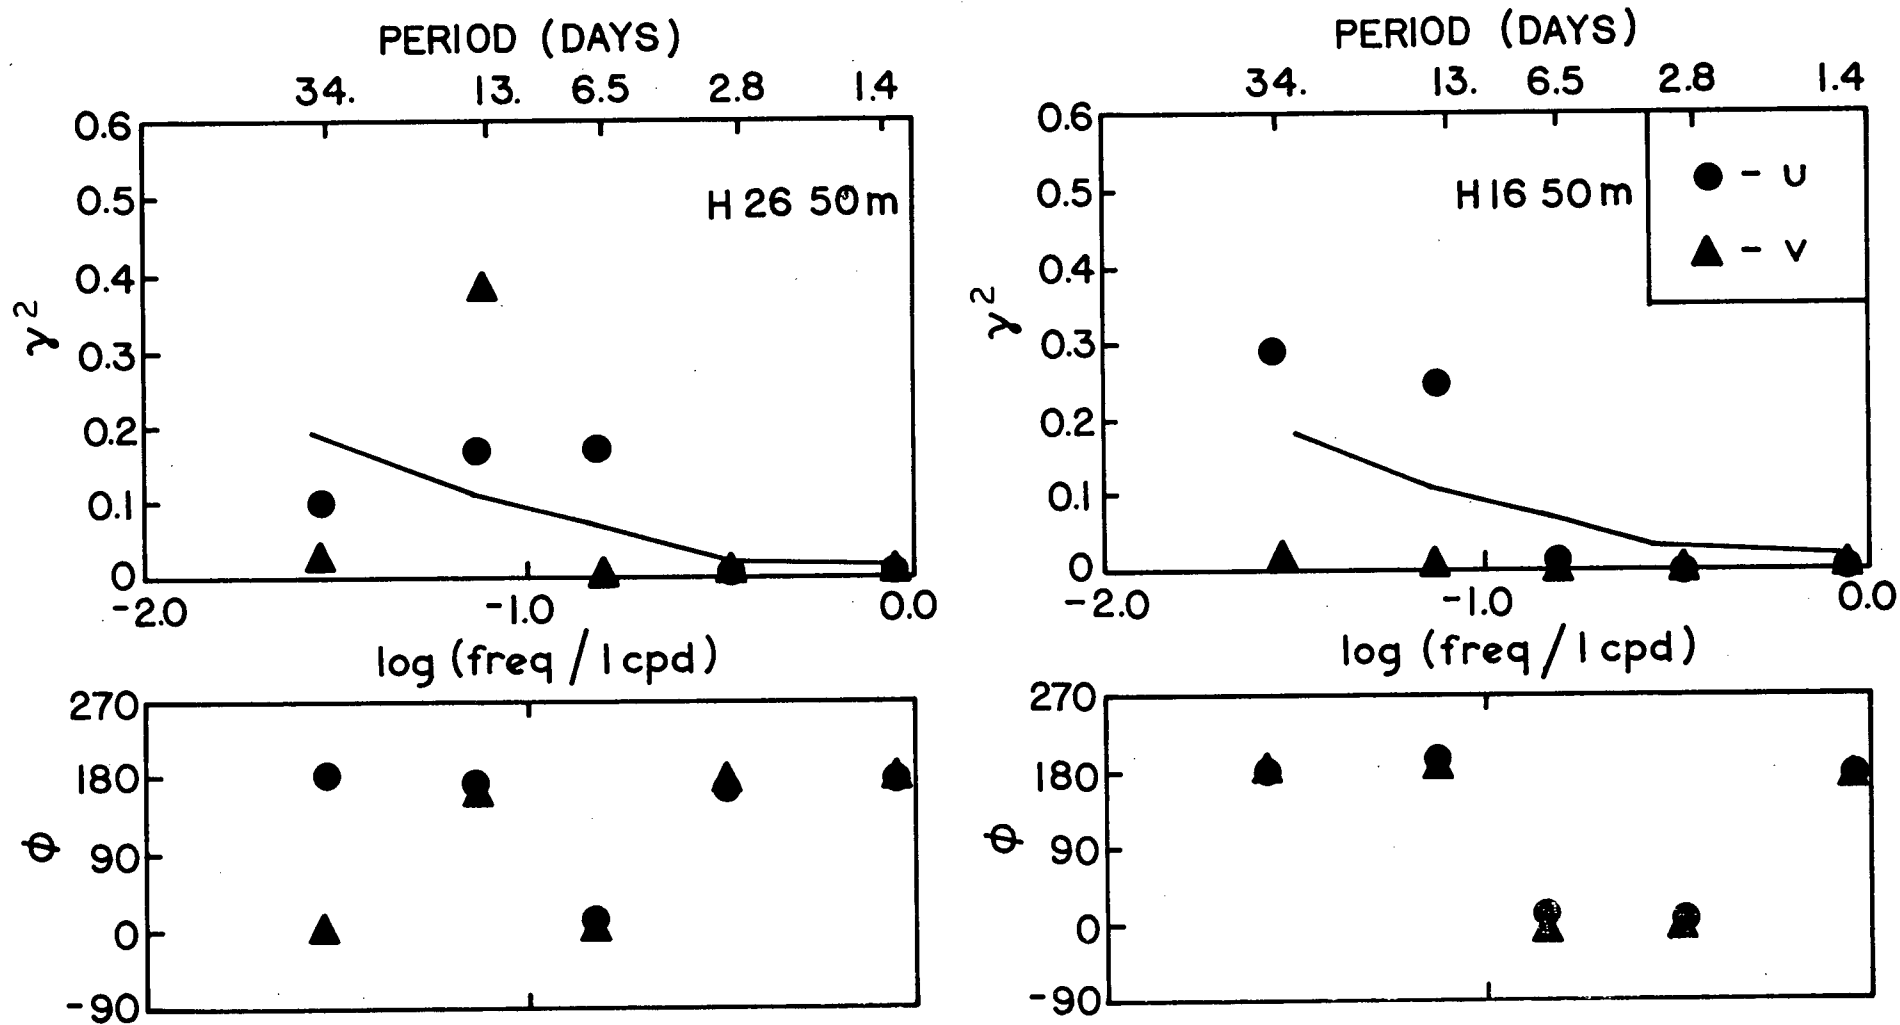 PERIOD (DAYS)
34. 13. 6.5 2.8 1.4
0.6
0.5
0.4
0.3
0.2
0.1
0
γ²
H 26 50m
-2.0 -1.0 0.0
log (freq / 1 cpd)
270
180
90
0
-90
φ
PERIOD (DAYS)
34. 13. 6.5 2.8 1.4
0.6
0.5
0.4
0.3
0.2
0.1
0
γ²
H16 50m
- U
- V
-2.0 -1.0 0.0
log (freq / 1 cpd)
270
180
90
0
-90
φ